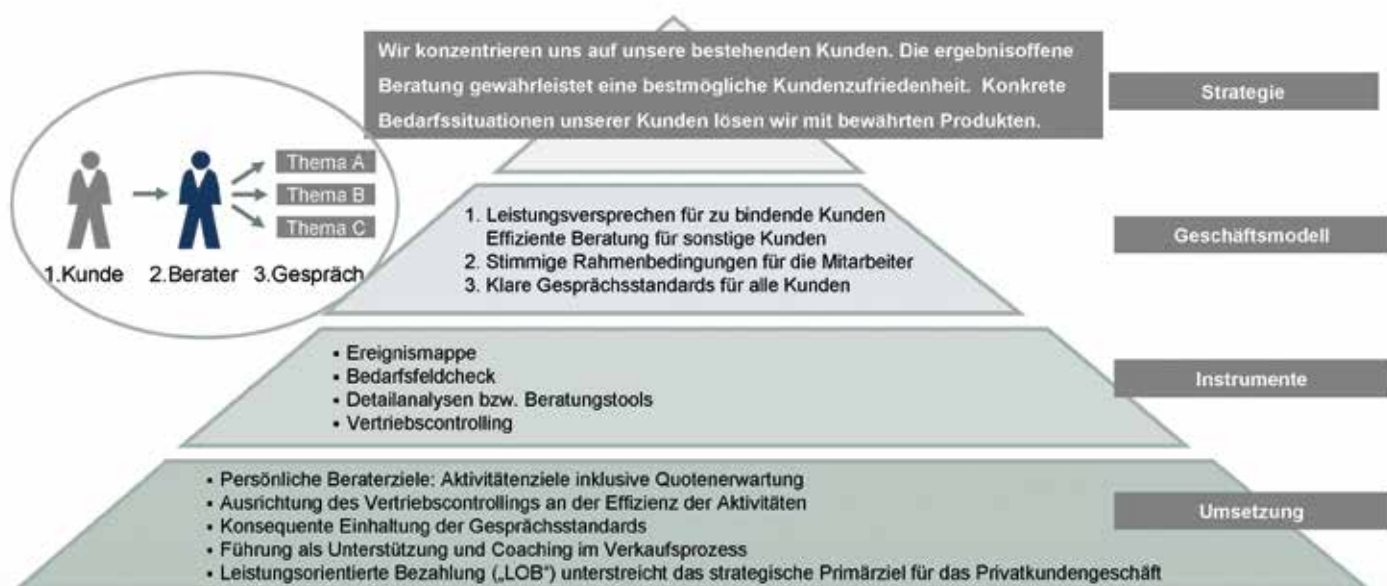 Wir konzentrieren uns auf unsere bestehenden Kunden. Die ergebnisoffene
Beratung gewährleistet eine bestmögliche Kundenzufriedenheit. Konkrete
Bedarfssituationen unserer Kunden lösen wir mit bewährten Produkten.
Strategie
Thema A
Thema B
Thema C
1.Kunde 2.Berater 3.Gespräch
1. Leistungsversprechen für zu bindende Kunden
Effiziente Beratung für sonstige Kunden
2. Stimmige Rahmenbedingungen für die Mitarbeiter
3. Klare Gesprächsstandards für alle Kunden
Geschäftsmodell
• Ereignismappe
• Bedarfsfeldcheck
• Detailanalysen bzw. Beratungstools
• Vertriebscontrolling
Instrumente
• Persönliche Beraterziele: Aktivitätenziele inklusive Quotenerwartung
• Ausrichtung des Vertriebscontrollings an der Effizienz der Aktivitäten
• Konsequente Einhaltung der Gesprächsstandards
• Führung als Unterstützung und Coaching im Verkaufsprozess
• Leistungsorientierte Bezahlung („LOB“) unterstreicht das strategische Primärziel für das Privatkundengeschäft
Umsetzung